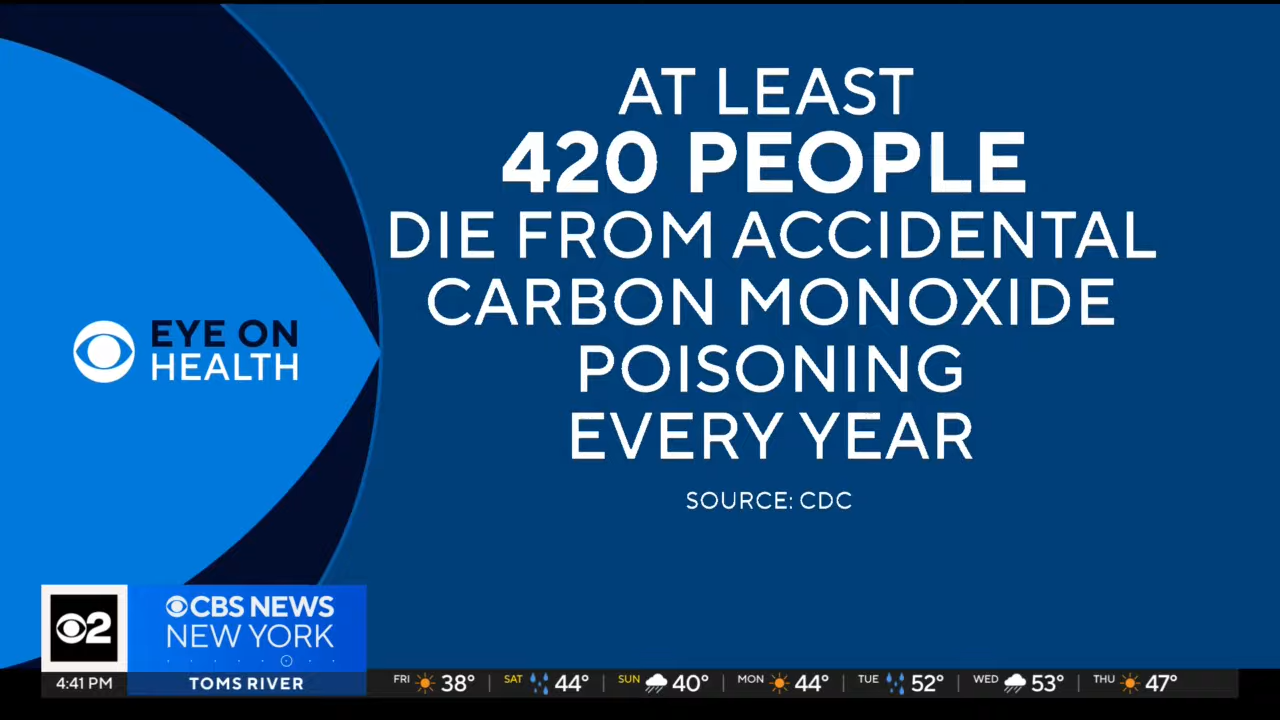 AT LEAST
420 PEOPLE
DIE FROM ACCIDENTAL
CARBON MONOXIDE
POISONING
EVERY YEAR
SOURCE: CDC
EYE ON
HEALTH
2
CBS NEWS
NEW YORK
4:41 PM
TOMS RIVER
FRI 38° | SAT 44° | SUN 40° | MON 44° | TUE 52° | WED 53° | THU 47°